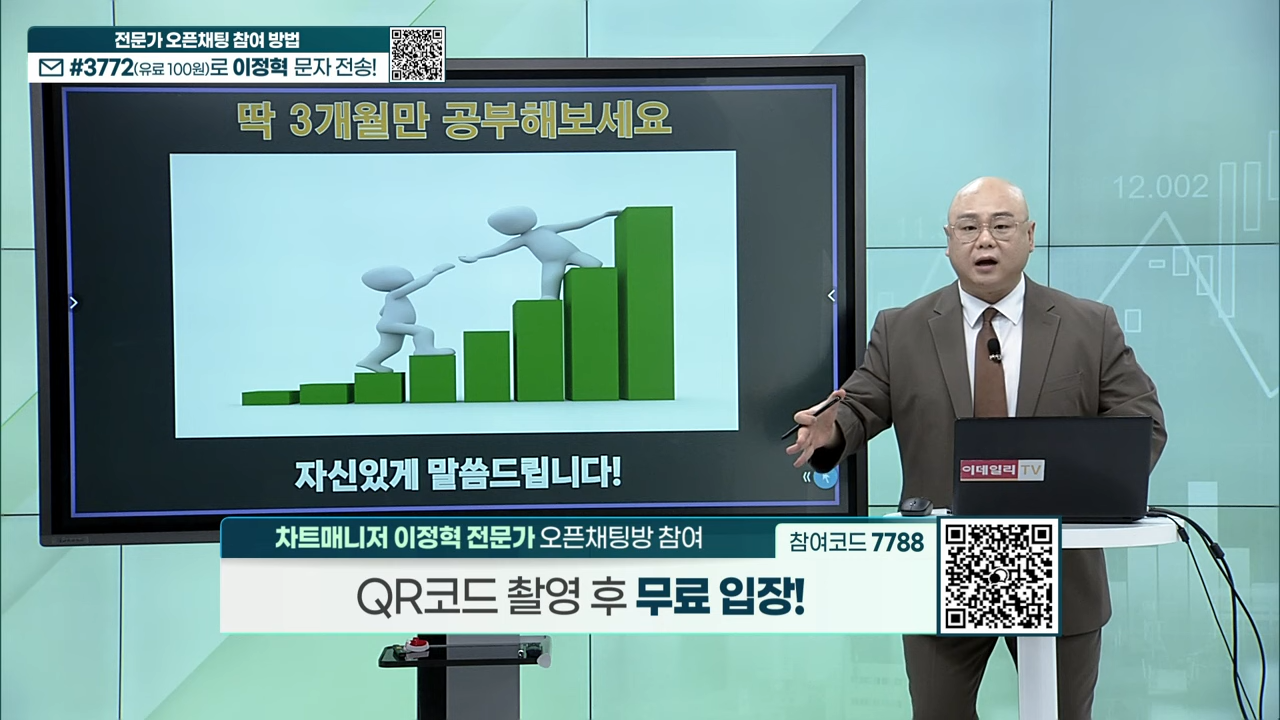 전문가 오픈채팅 참여 방법
#3772(유료 100원)로 이정혁 문자 전송!
딱 3개월만 공부해보세요
12.002
자신있게 말씀드립니다!
이데일리 TV
차트매니저 이정혁 전문가 오픈채팅방 참여
참여코드 7788
QR코드 촬영 후 무료 입장!